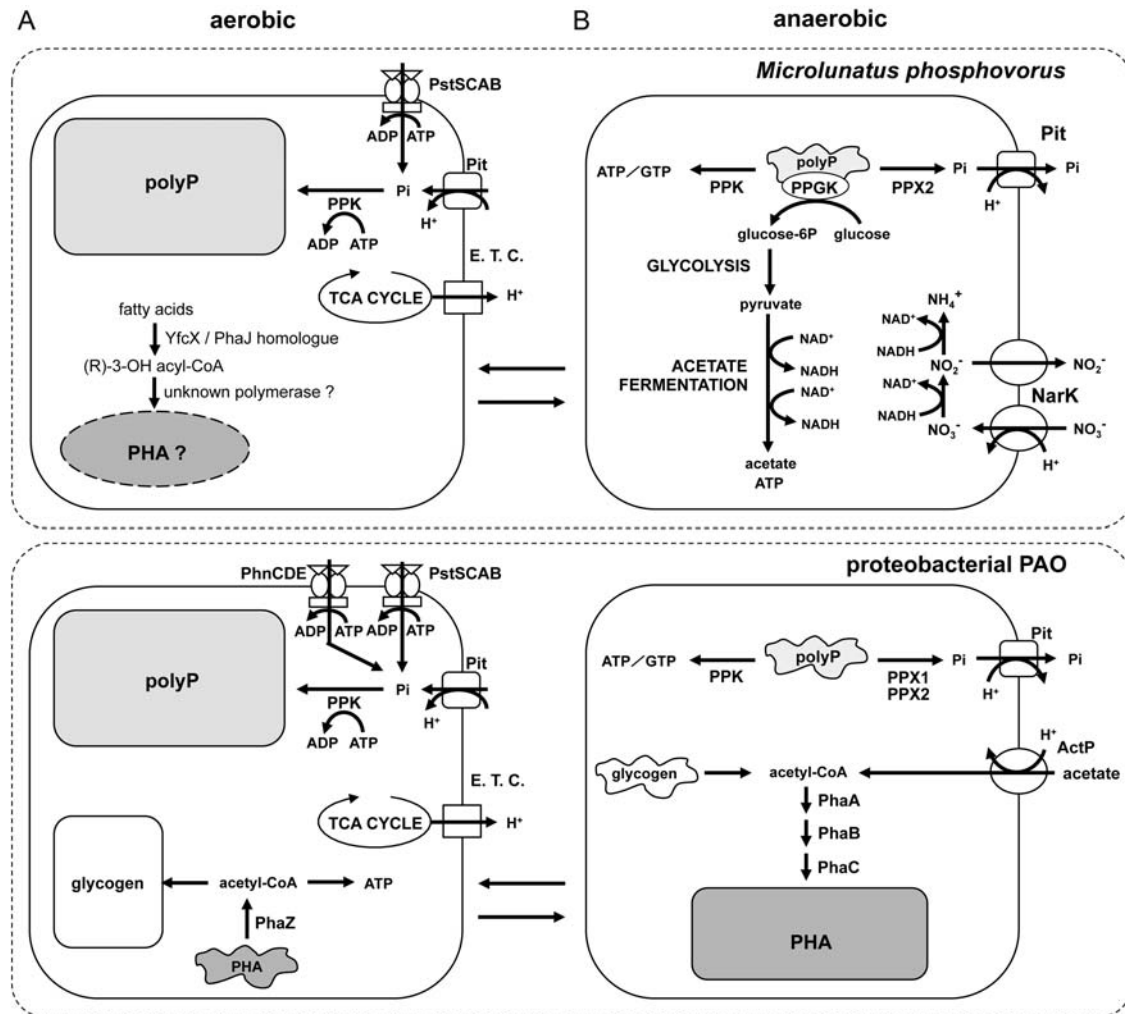 A
aerobic
B
anaerobic
Microlunatus phosphovorus
PstSCAB
ADP
ATP
polyP
Pit
Pi
PPK
H+
ADP
ATP
E. T. C.
TCA CYCLE
H+
fatty acids
YfcX / PhaJ homologue
(R)-3-OH acyl-CoA
unknown polymerase ?
PHA ?
Pit
polyP
ATP/GTP
PPK
PPGK
PPX2
Pi
Pi
H+
glucose-6P
glucose
GLYCOLYSIS
pyruvate
NH4+
NAD+
NAD+
NADH
NO2-
NO2-
ACETATE
FERMENTATION
NADH
NAD+
NAD+
NADH
NarK
NADH
NO3-
NO3-
H+
acetate
ATP
proteobacterial PAO
PhnCDE
PstSCAB
ADP
ATP
ADP
ATP
polyP
Pit
Pi
PPK
H+
ADP
ATP
E. T. C.
TCA CYCLE
H+
glycogen
acetyl-CoA
ATP
PhaZ
PHA
Pit
ATP/GTP
polyP
Pi
Pi
PPK
PPX1
PPX2
H+
H+
ActP
glycogen
acetyl-CoA
acetate
PhaA
PhaB
PhaC
PHA